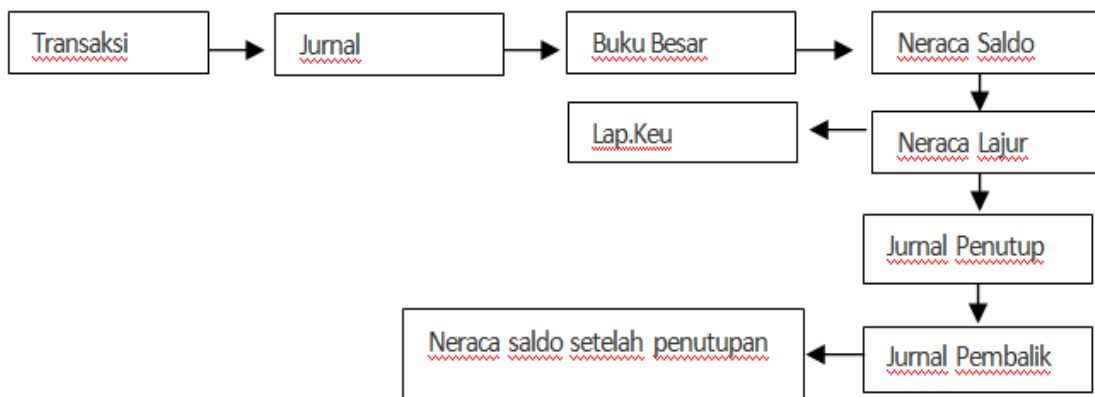 Transaksi
Jurnal
Buku Besar
Neraca Saldo
Lap.Keu
Neraca Lajur
Jurnal Penutup
Neraca saldo setelah penutupan
Jurnal Pembalik